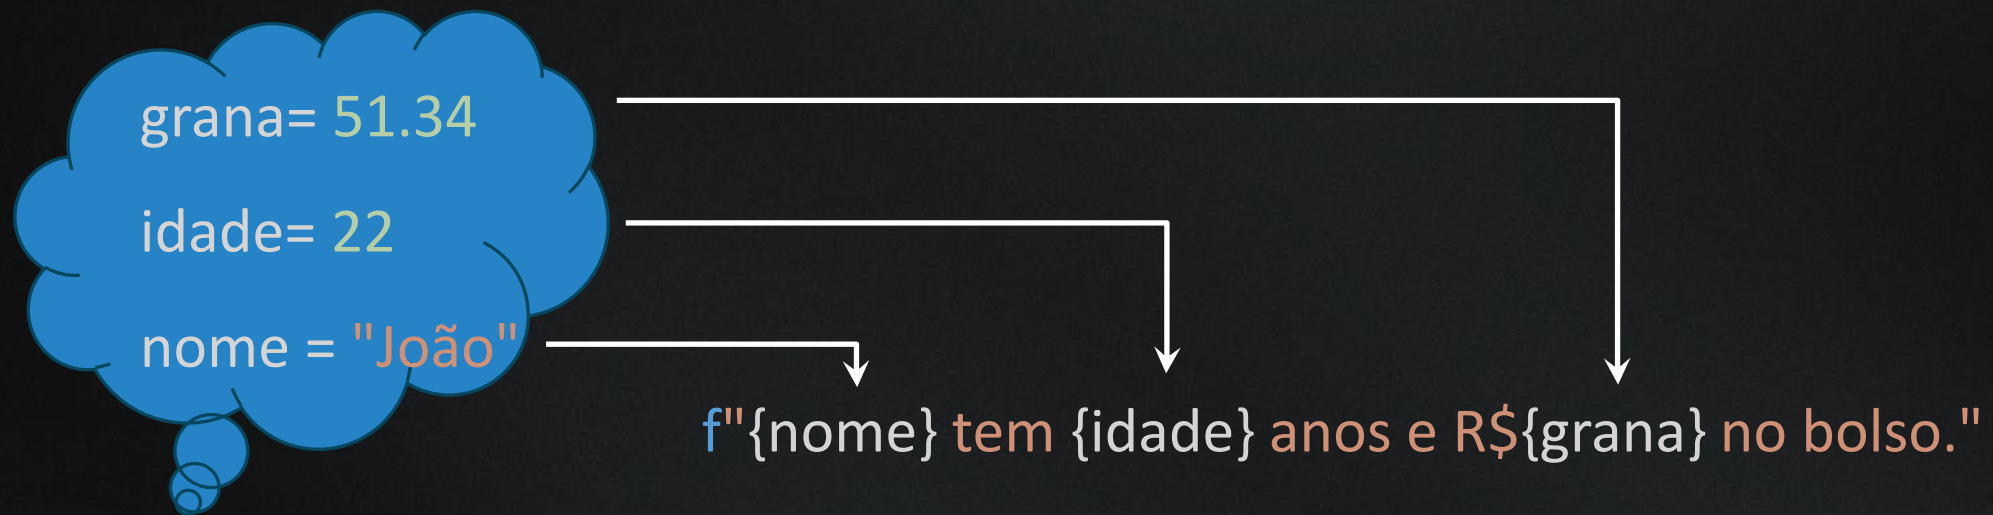 grana= 51.34
idade= 22
nome = "João"
f"{nome} tem {idade} anos e R${grana} no bolso."